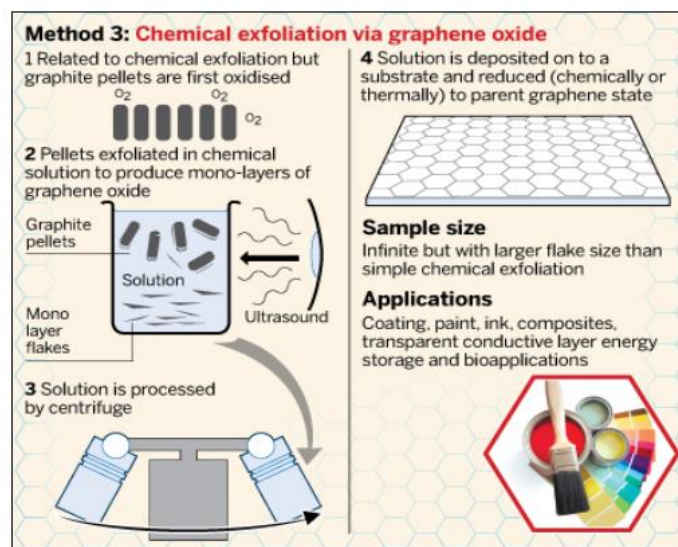 Method 3: Chemical exfoliation via graphene oxide
1 Related to chemical exfoliation but
graphite pellets are first oxidised
O2 O2
O2
2 Pellets exfoliated in chemical
solution to produce mono-layers of
graphene oxide
Graphite
pellets
Solution
Mono
layer
flakes
Ultrasound
3 Solution is processed
by centrifuge
4 Solution is deposited on to a
substrate and reduced (chemically or
thermally) to parent graphene state
Sample size
Infinite but with larger flake size than
simple chemical exfoliation
Applications
Coating, paint, ink, composites,
transparent conductive layer energy
storage and bioapplications